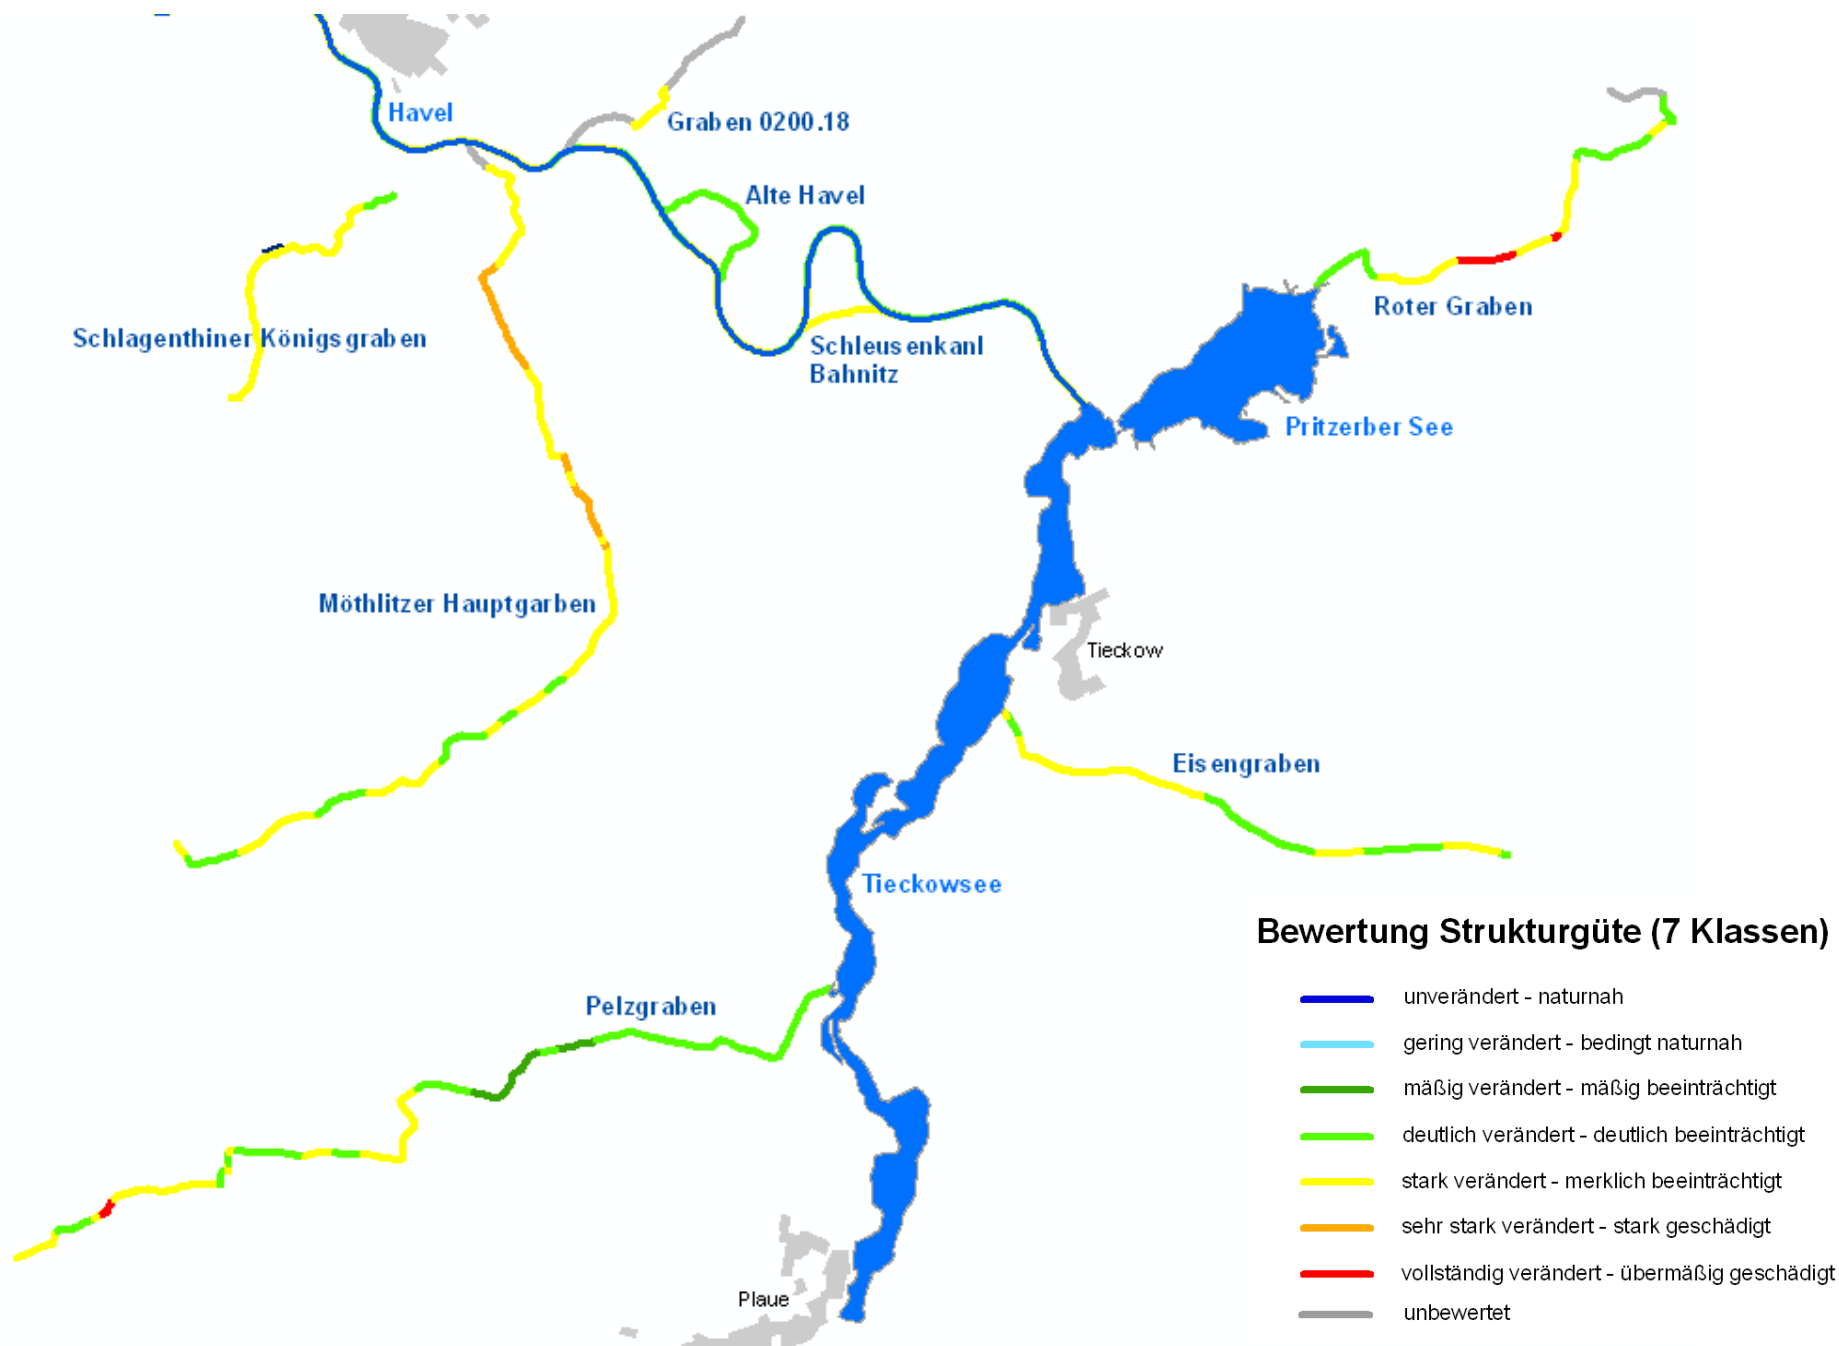 Havel
Graben 0200.18
Alte Havel
Roter Graben
Schlagenthiner Königsgraben
Schleusenkanl
Bahnitz
Pritzerber See
Möthlitzer Hauptgarben
Tieckow
Eisengraben
Tieckowsee
Bewertung Strukturgüte (7 Klassen)
unverändert - naturnah
Pelzgraben
gering verändert - bedingt naturnah
mäßig verändert - mäßig beeinträchtigt
deutlich verändert - deutlich beeinträchtigt
stark verändert - merklich beeinträchtigt
sehr stark verändert - stark geschädigt
vollständig verändert - übermäßig geschädigt
Plaue
unbewertet